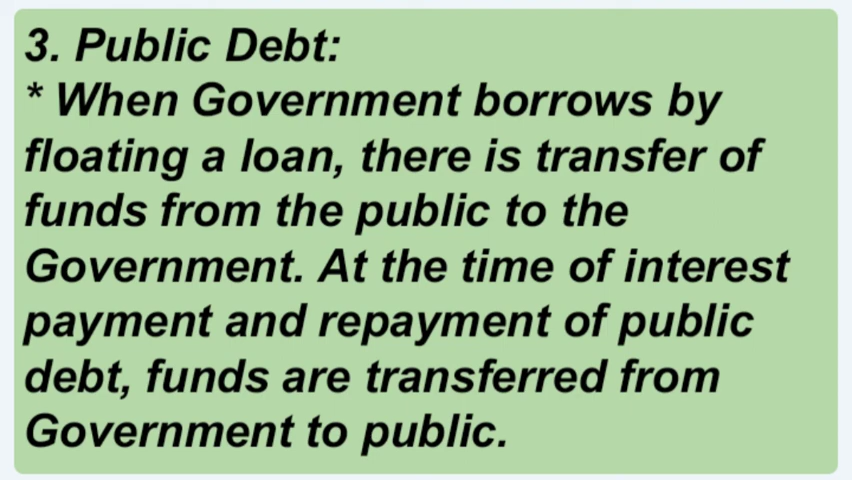 3. Public Debt:
* When Government borrows by
floating a loan, there is transfer of
funds from the public to the
Government. At the time of interest
payment and repayment of public
debt, funds are transferred from
Government to public.